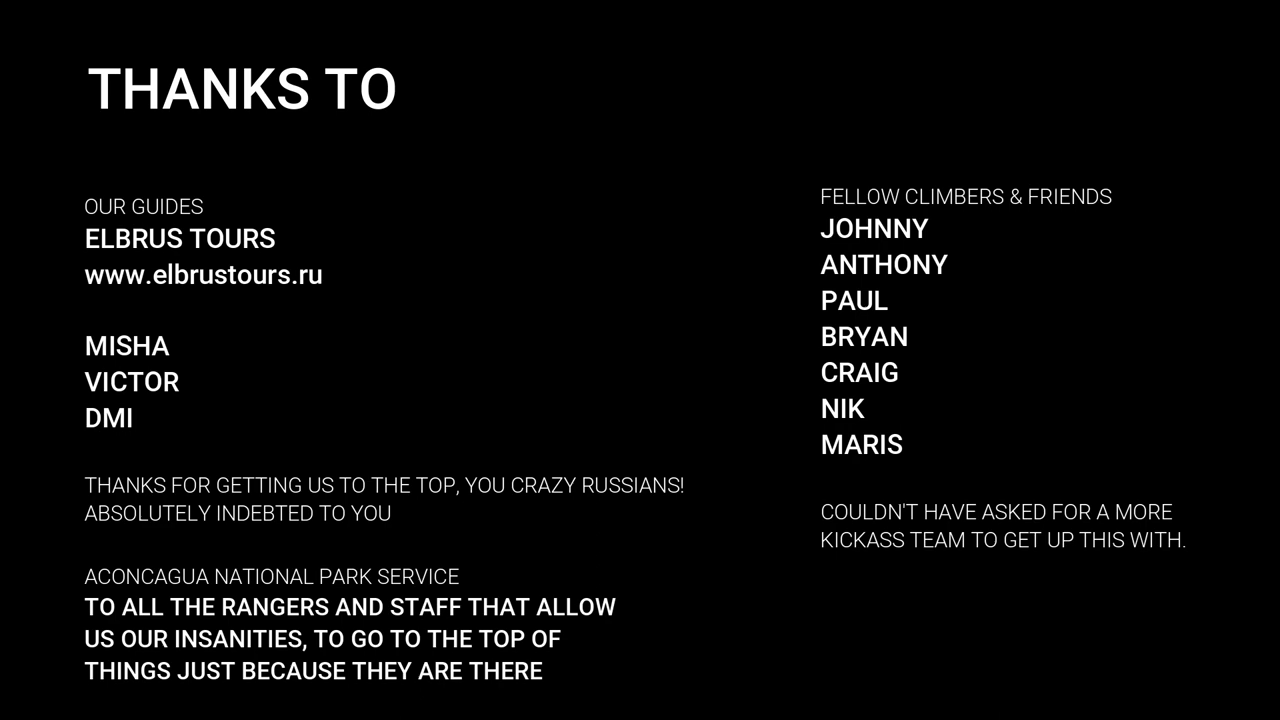 THANKS TO
OUR GUIDES
ELBRUS TOURS
www.elbrustours.ru
MISHA
VICTOR
DMI
THANKS FOR GETTING US TO THE TOP, YOU CRAZY RUSSIANS!
ABSOLUTELY INDEBTED TO YOU
ACONCAGUA NATIONAL PARK SERVICE
TO ALL THE RANGERS AND STAFF THAT ALLOW
US OUR INSANITIES, TO GO TO THE TOP OF
THINGS JUST BECAUSE THEY ARE THERE
FELLOW CLIMBERS & FRIENDS
JOHNNY
ANTHONY
PAUL
BRYAN
CRAIG
NIK
MARIS
COULDN'T HAVE ASKED FOR A MORE
KICKASS TEAM TO GET UP THIS WITH.